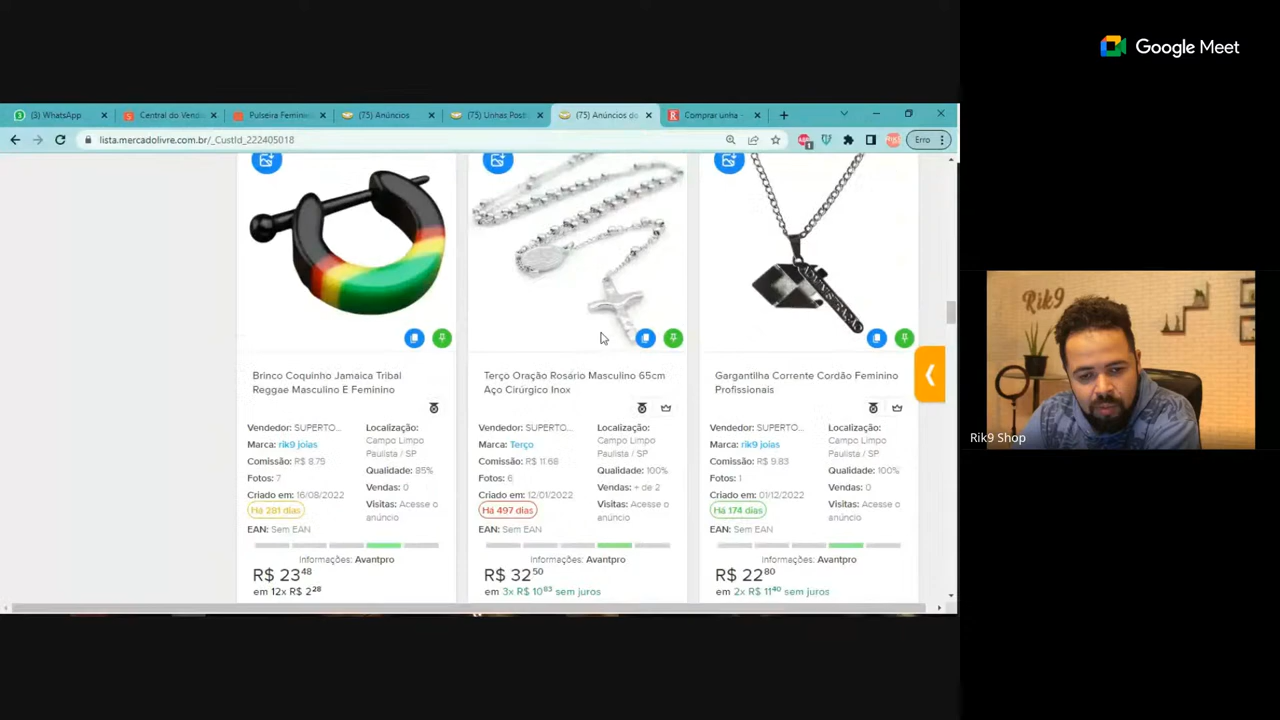 Google Meet
(3) WhatsApp
Central do Vend
Pulseira Feminin
(75) Anúncios
(75) Unhas Post
(75) Anúncios do
Comprar unha -
lista.mercadolivre.com.br/_CustId_222405018
Erro
Rik9
Rik9 Shop
Brinco Coquinho Jamaica Tribal
Reggae Masculino E Feminino
Vendedor: SUPERTO...
Marca: rik9 joias
Comissão: R$ 8.75
Fotos: 7
Criado em: 16/08/2022
Há 281 dias
EAN: Sem EAN
Localização:
Campo Limpo
Paulista / SP
Qualidade: 85%
Vendas: 0
Visitas: Acesse o
anúncio
Informações: Avantpro
R$ 23 48
em 12x R$ 2 28
Terço Oração Rosário Masculino 65cm
Aço Cirúrgico Inox
Vendedor: SUPERTO...
Marca: Terço
Comissão: R$ 11.68
Fotos: 6
Criado em: 12/01/2022
Há 497 dias
EAN: Sem EAN
Localização:
Campo Limpo
Paulista / SP
Qualidade: 100%
Vendas: + de 2
Visitas: Acesse o
anúncio
Informações: Avantpro
R$ 32 50
em 3x R$ 10 83 sem juros
Gargantilha Corrente Cordão Feminino
Profissionais
Vendedor: SUPERTO...
Marca: rik9 joias
Comissão: R$ 9.83
Fotos: 1
Criado em: 01/12/2022
Há 174 dias
EAN: Sem EAN
Localização:
Campo Limpo
Paulista / SP
Qualidade: 100%
Vendas: 0
Visitas: Acesse o
anúncio
Informações: Avantpro
R$ 22 80
em 2x R$ 11 40 sem juros